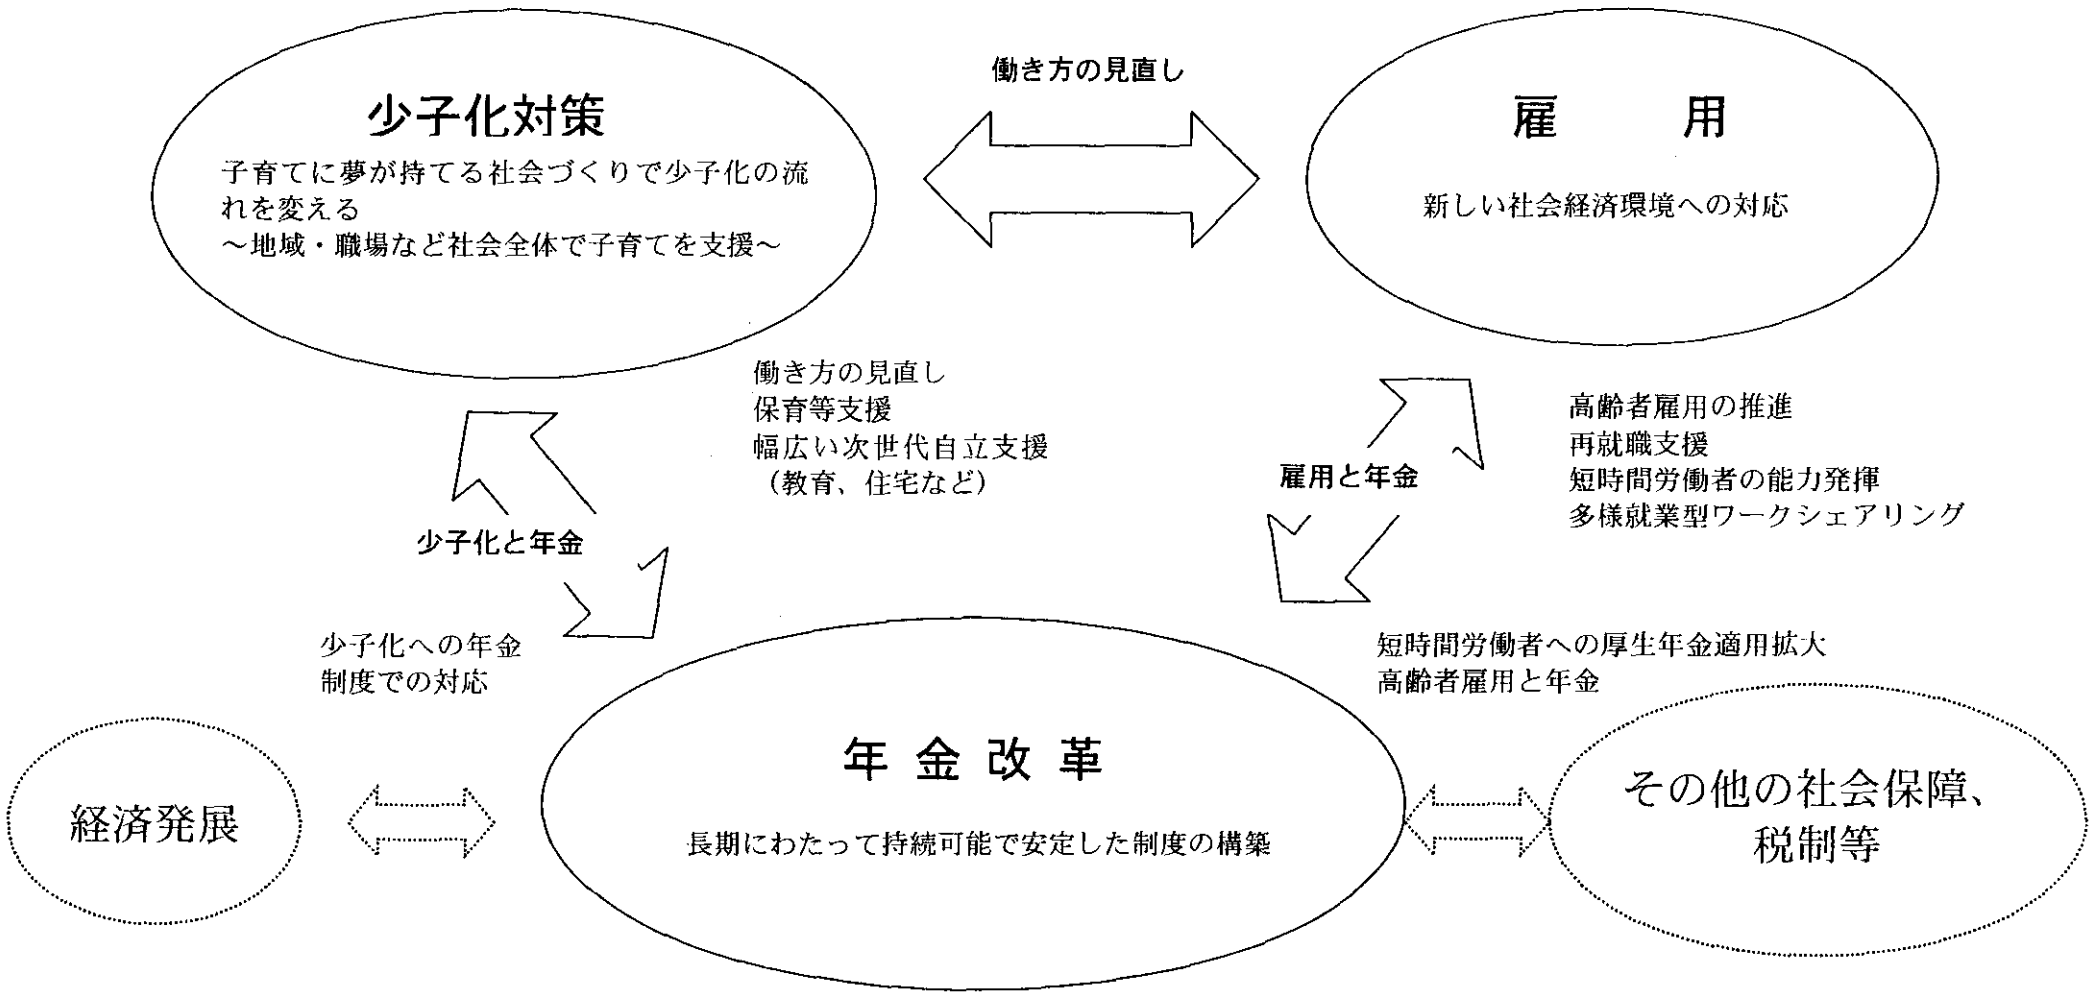 働き方の見直し
少子化対策
子育てに夢が持てる社会づくりで少子化の流
れを変える
～地域・職場など社会全体で子育てを支援～
雇　用
新しい社会経済環境への対応
働き方の見直し
保育等支援
幅広い次世代自立支援
（教育、住宅など）
雇用と年金
高齢者雇用の推進
再就職支援
短時間労働者の能力発揮
多様就業型ワークシェアリング
少子化と年金
少子化への年金
制度での対応
短時間労働者への厚生年金適用拡大
高齢者雇用と年金
年金改革
長期にわたって持続可能で安定した制度の構築
経済発展
その他の社会保障、
税制等